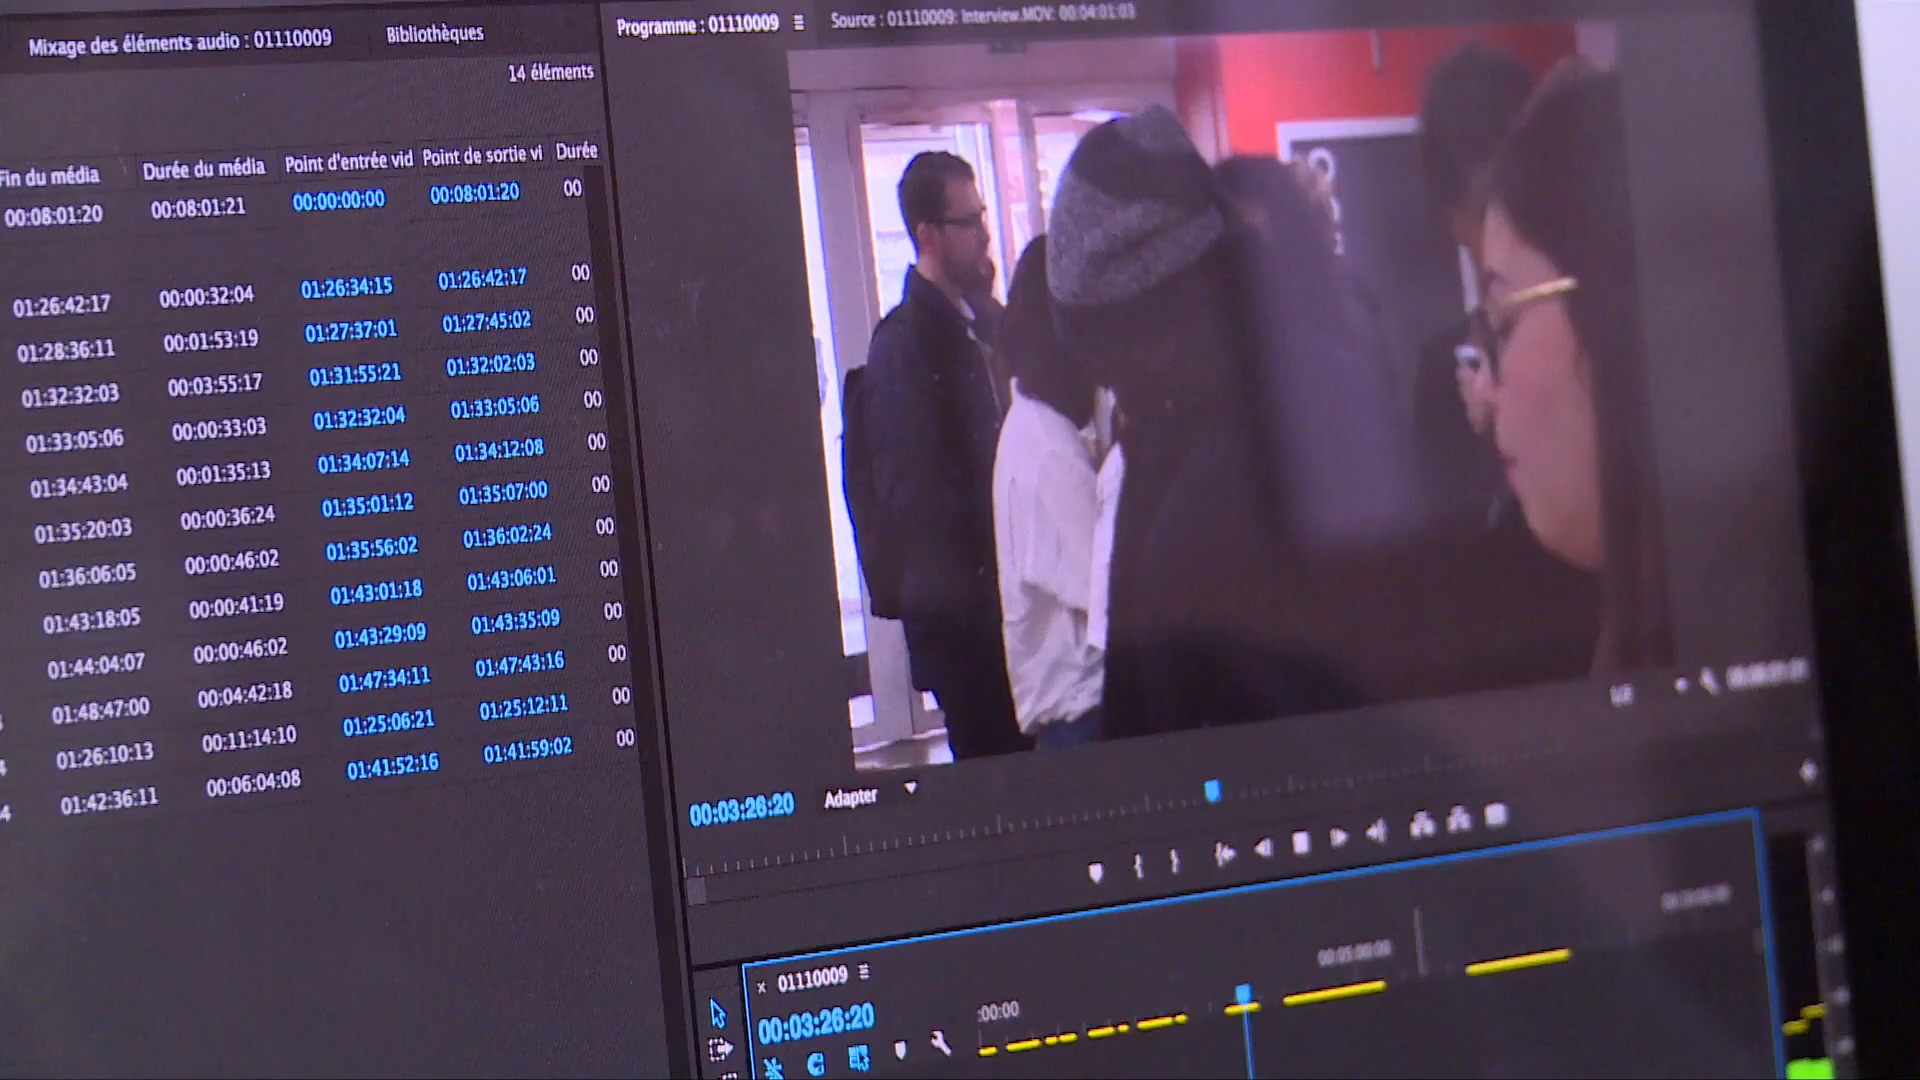 Mixage des éléments audio : 01110009 Bibliothèques
14 éléments
Fin du média Durée du média Point d'entrée vid Point de sortie vi Durée
00:08:01:20 00:08:01:21 00:00:00:00 00:08:01:20 00
01:26:42:17 00:00:32:04 01:26:34:15 01:26:42:17 00
01:28:36:11 00:01:53:19 01:27:37:01 01:27:45:02 00
01:32:32:03 00:03:55:17 01:31:55:21 01:32:02:03 00
01:33:05:06 00:00:33:03 01:32:32:04 01:33:05:06 00
01:34:43:04 00:01:35:13 01:34:07:14 01:34:12:08 00
01:35:20:03 00:00:36:24 01:35:01:12 01:35:07:00 00
01:36:06:05 00:00:46:02 01:35:56:02 01:36:02:24 00
01:43:18:05 00:00:41:19 01:43:01:18 01:43:06:01 00
01:44:04:07 00:00:46:02 01:43:29:09 01:43:35:09 00
01:48:47:00 00:04:42:18 01:47:34:11 01:47:43:16 00
01:26:10:13 00:11:14:10 01:25:06:21 01:25:12:11 00
01:42:36:11 00:06:04:08 01:41:52:16 01:41:59:02 00
Programme : 01110009 Source : 01110009: Interview.MOV: 00:04:01:03
00:03:26:20 Adapter
× 01110009
00:03:26:20
:00:00 00:05:00:00